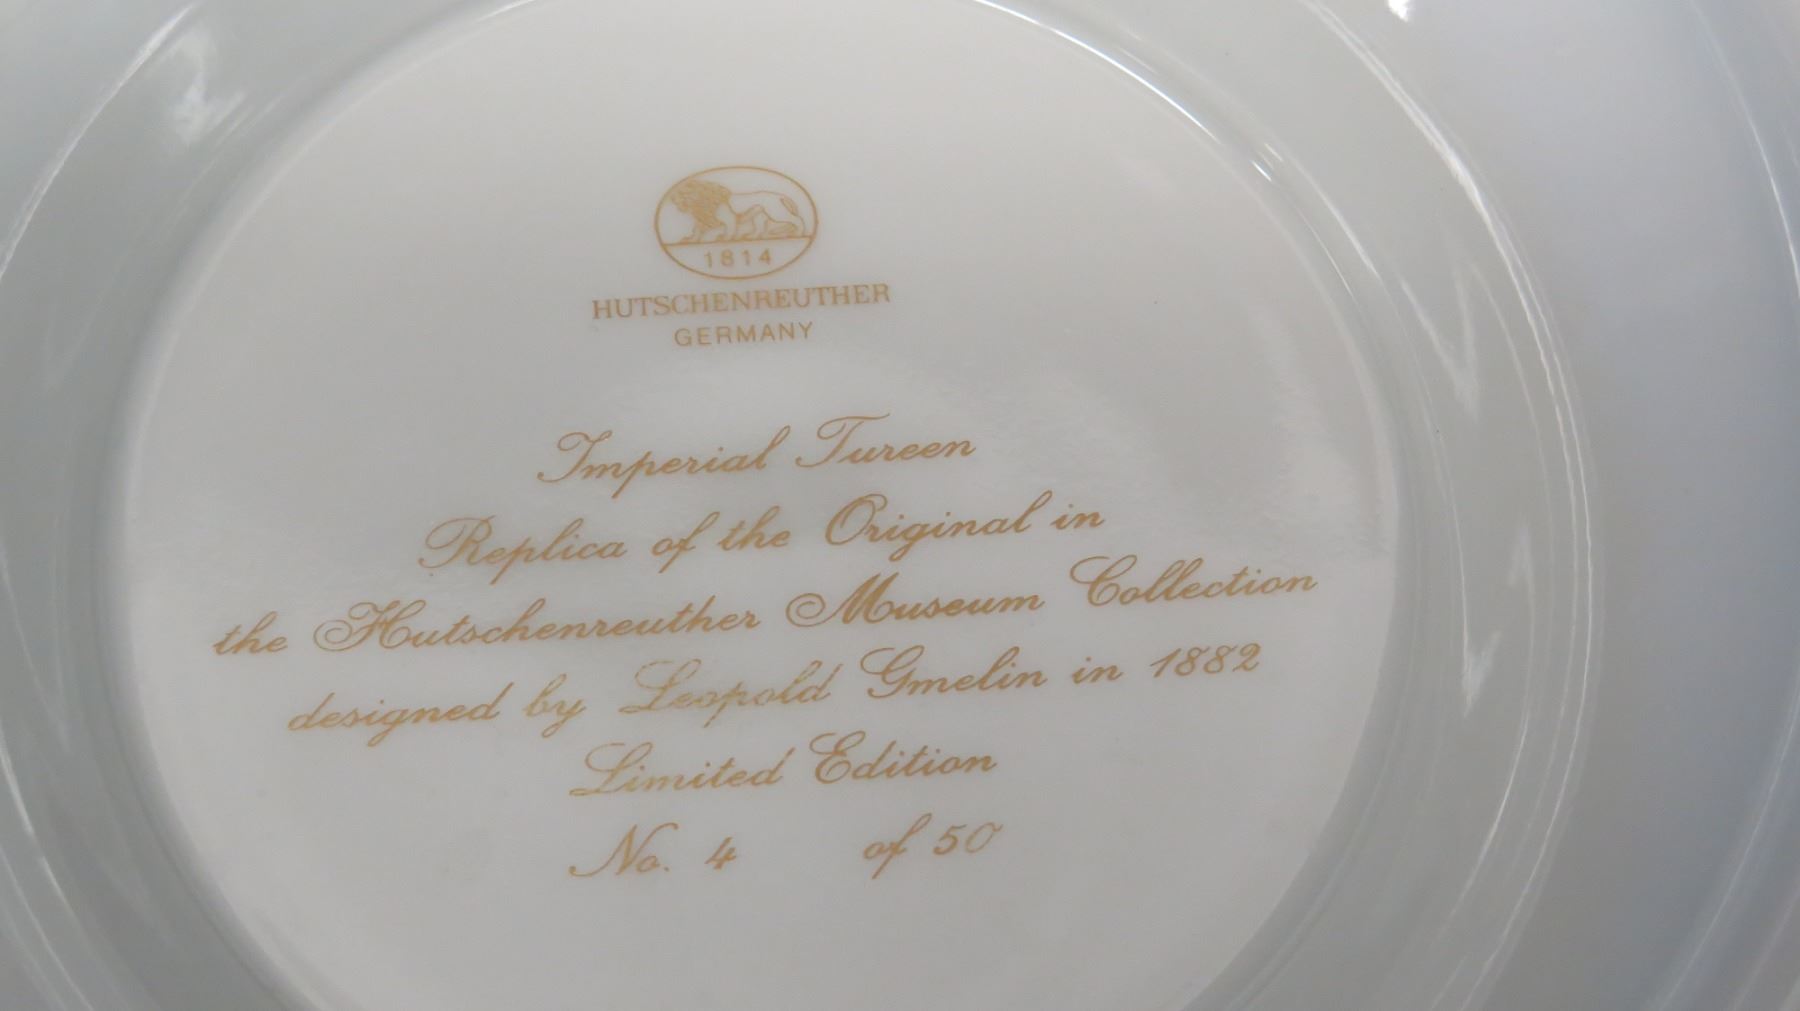 1814
HUTSCHENREUTHER
GERMANY
Imperial Tureen
Replica of the Original in
the Hutschenreuther Museum Collection
designed by Leopold Gmelin in 1882
Limited Edition
No. 4 of 50